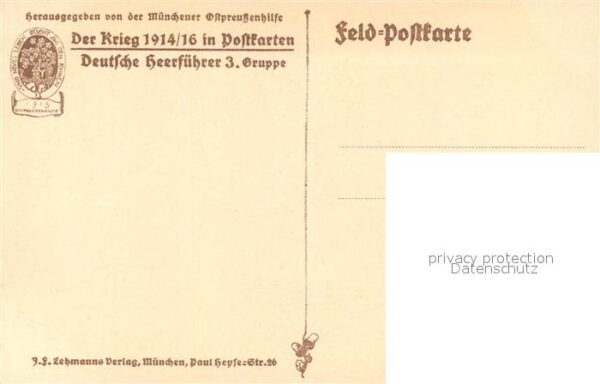 Herausgegeben von der Münchener Ostpreußenhilfe
Der Krieg 1914/16 in Postkarten
Deutsche Heerführer 3. Gruppe
Feld=Postkarte
privacy protection
Datenschutz
J.F. Lehmanns Verlag, München, Paul Heyse=Str. 26